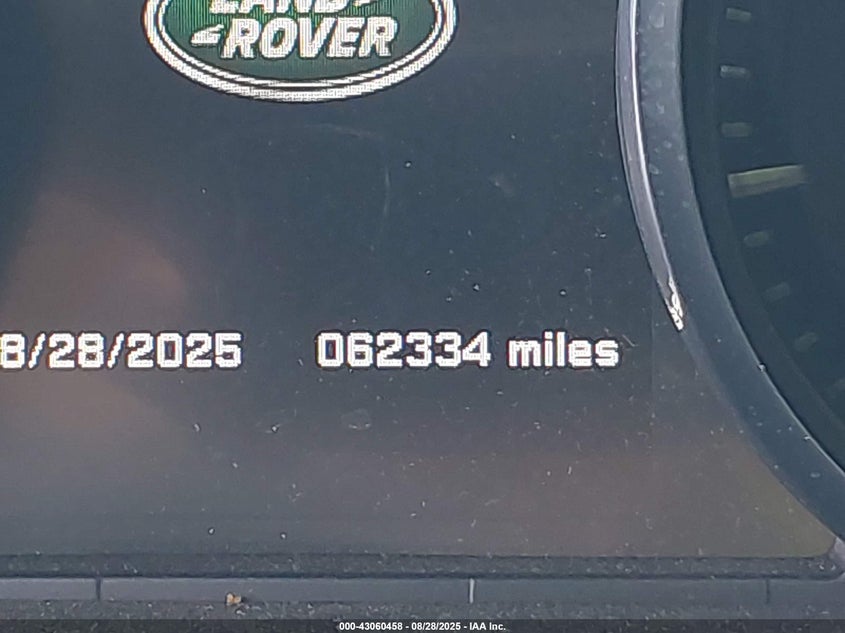 LAND
ROVER
8/28/2025 062334 miles
000-43060458 - 08/28/2025 - IAA Inc.